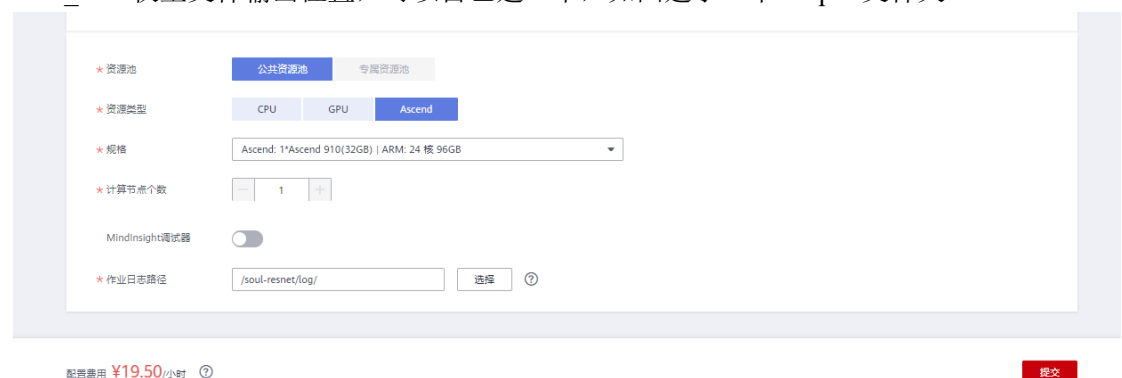 资源池 公共资源池 专属资源池
* 资源类型 CPU GPU Ascend
* 规格 Ascend: 1*Ascend 910(32GB) | ARM: 24 核 96GB
* 计算节点个数 1
MindInsight调试器
* 作业日志路径 /soul-resnet/log/ 选择
配置费用 ¥19.50/小时 提交